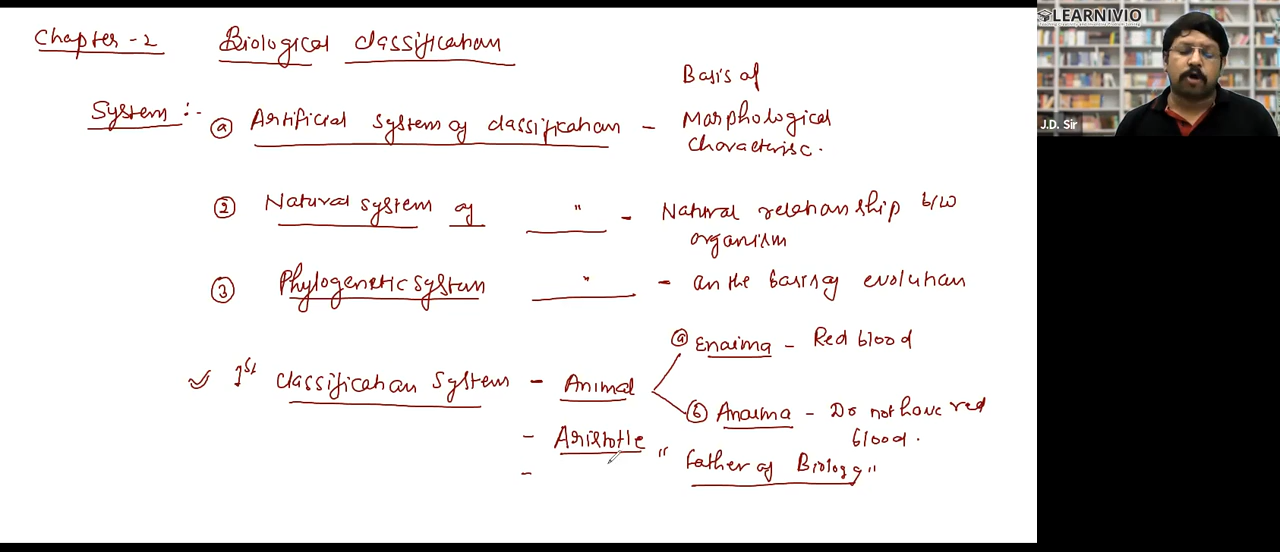 Chapter -2 Biological classification
LEARNIVIO
J.D. Sir
System :-
ⓐ Artificial system of classification - Basis of
Morphological
characterisc.
② Natural system of " - Natural relationship b/w
organism
③ Phylogenetic system " - on the basis of evolution
✓ 1st classification system - Animal
ⓐ Enaima - Red blood
ⓑ Anaima - Do not have red
blood.
- Aristotle " Father of Biology "
-